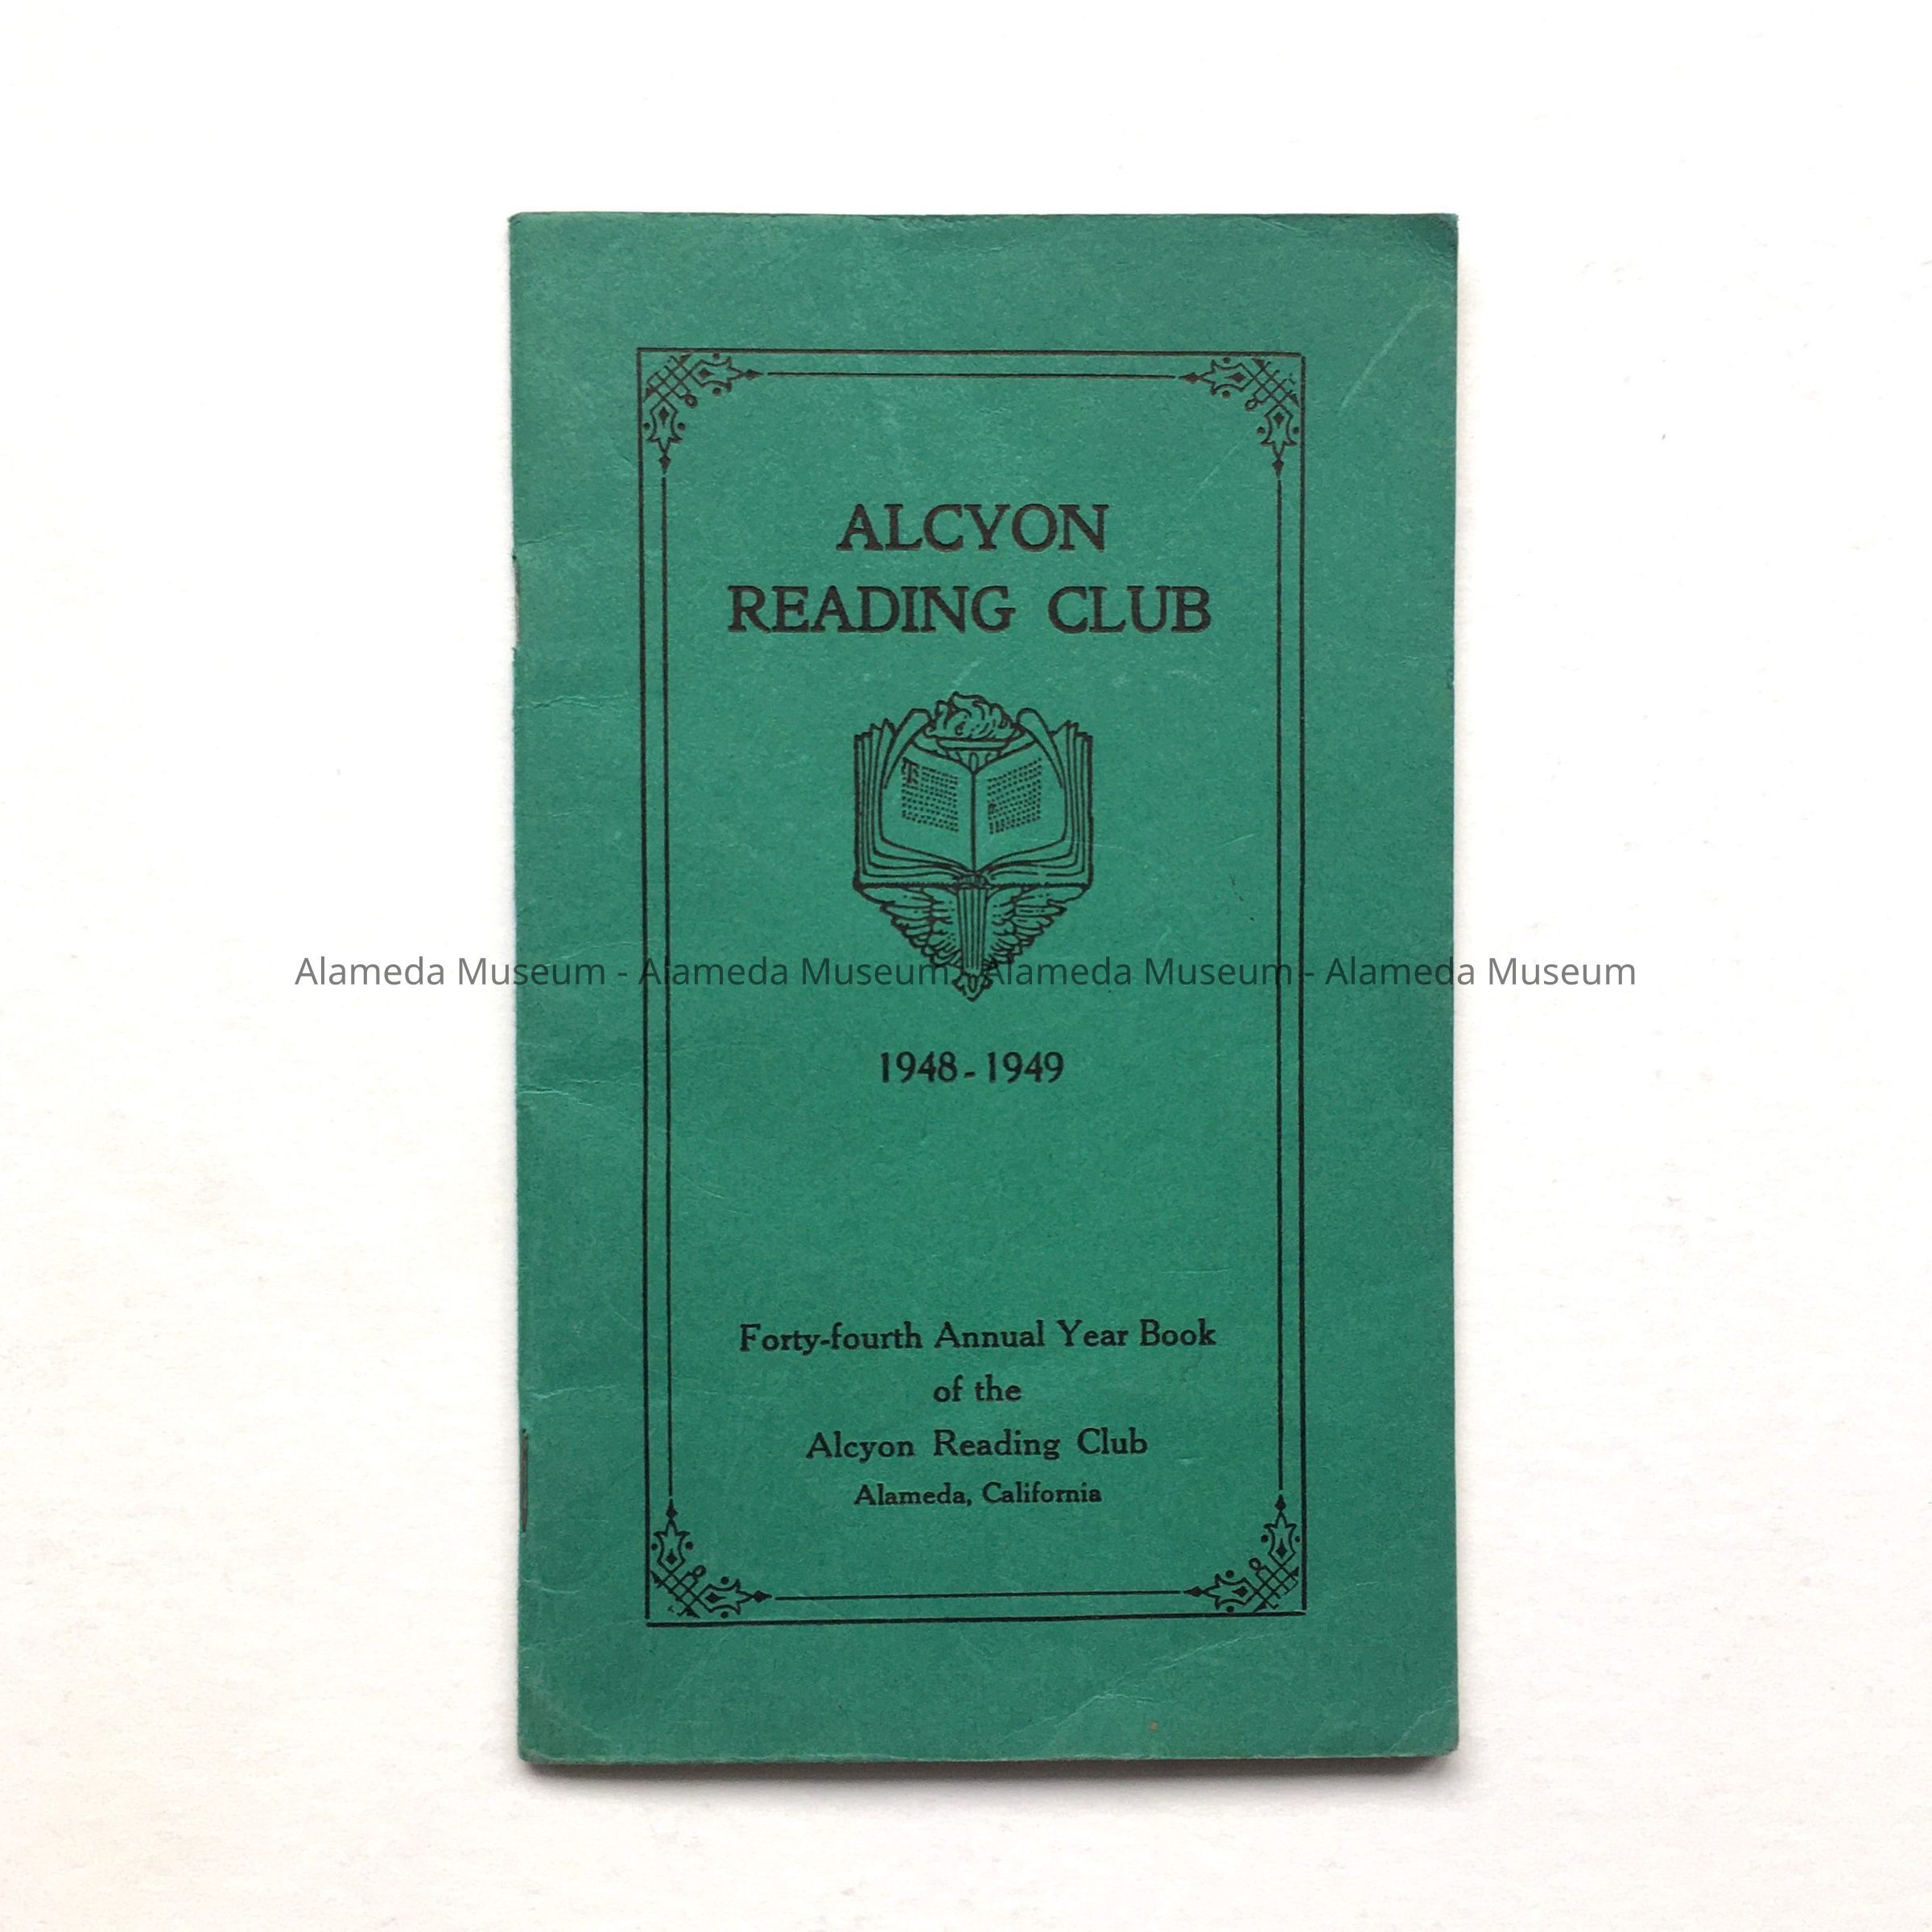 ALCYON
READING CLUB
Alameda Museum - Alameda Museum - Alameda Museum - Alameda Museum
1948-1949
Forty-fourth Annual Year Book
of the
Alcyon Reading Club
Alameda, California